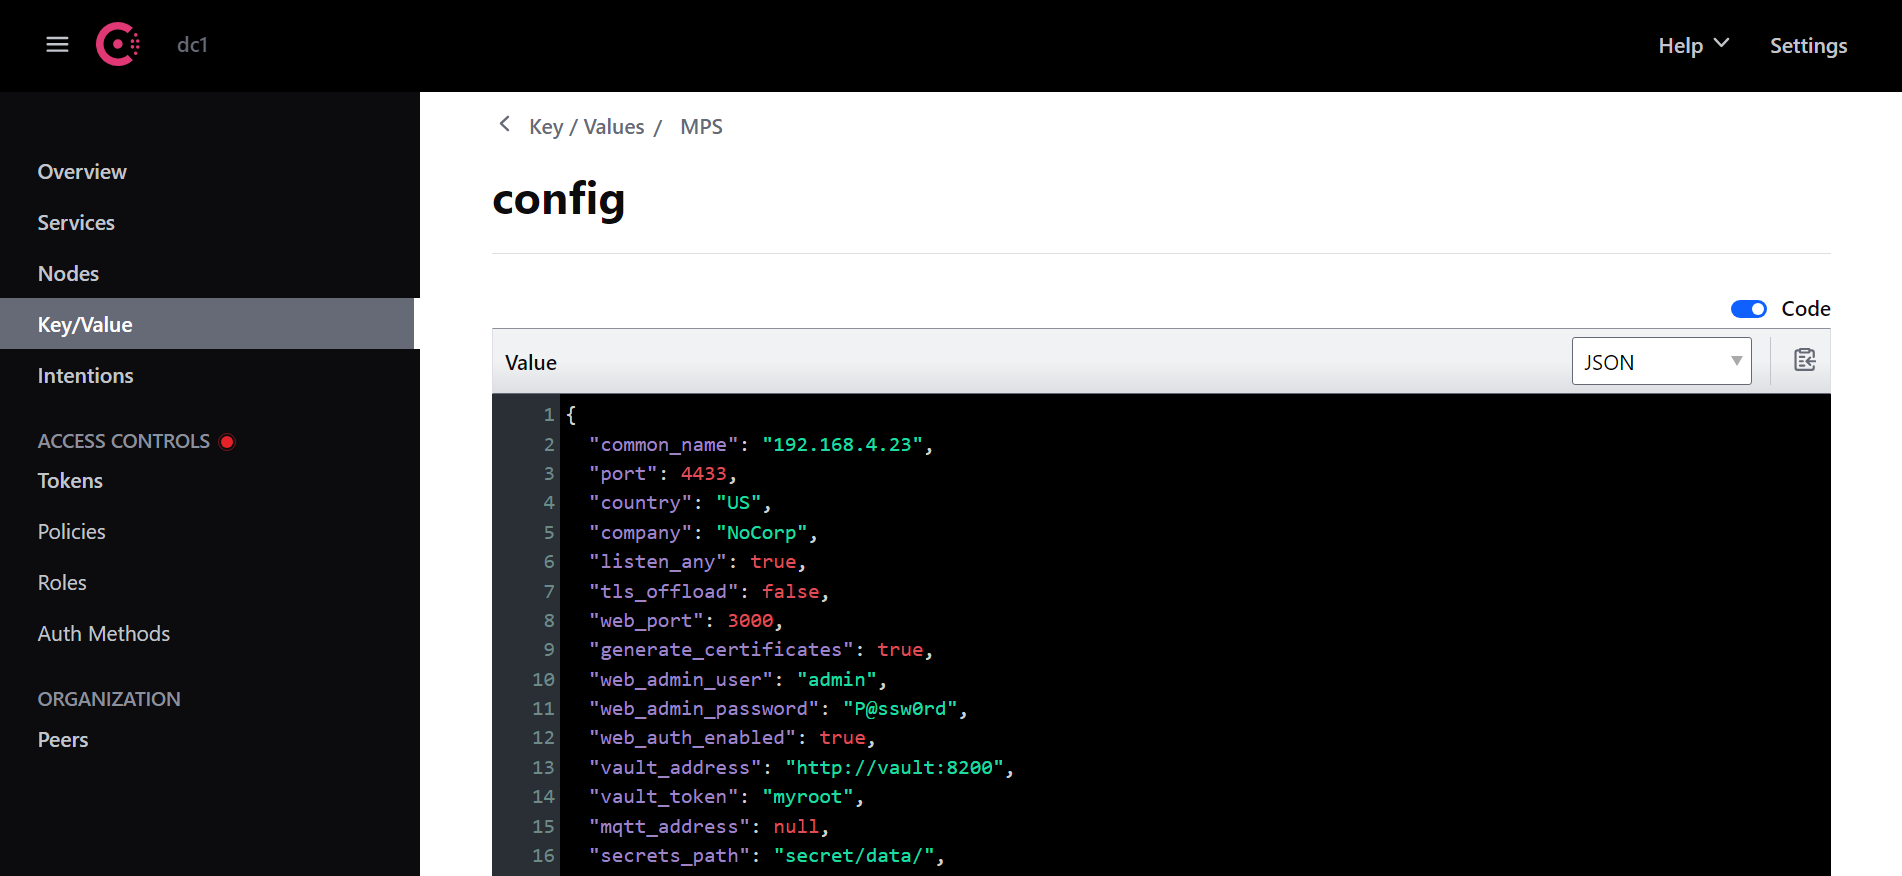 dc1
Help
Settings
Overview
Services
Nodes
Key/Value
Intentions
ACCESS CONTROLS
Tokens
Policies
Roles
Auth Methods
ORGANIZATION
Peers
Key / Values / MPS
config
Code
Value
JSON
1 {
2 "common_name": "192.168.4.23",
3 "port": 4433,
4 "country": "US",
5 "company": "NoCorp",
6 "listen_any": true,
7 "tls_offload": false,
8 "web_port": 3000,
9 "generate_certificates": true,
10 "web_admin_user": "admin",
11 "web_admin_password": "P@ssw0rd",
12 "web_auth_enabled": true,
13 "vault_address": "http://vault:8200",
14 "vault_token": "myroot",
15 "mqtt_address": null,
16 "secrets_path": "secret/data/",